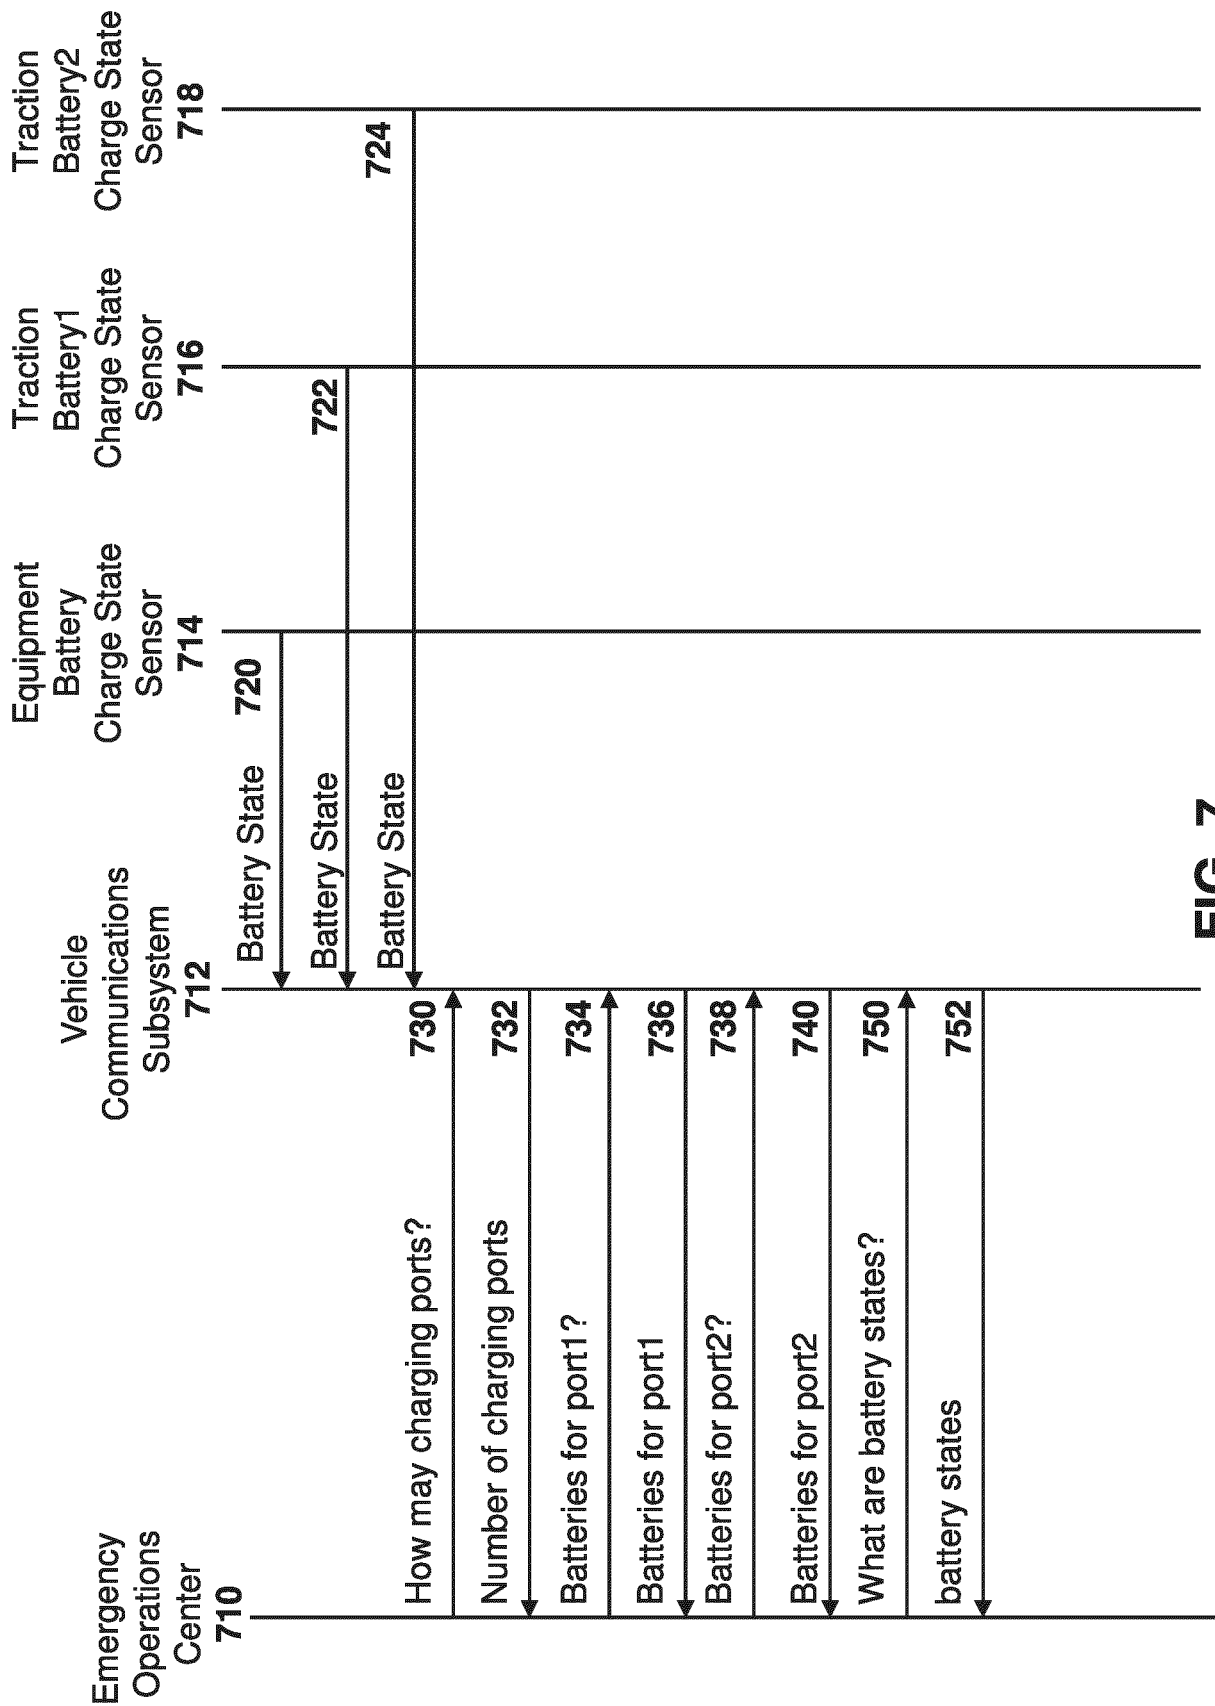 Emergency
Operations
Center
710
Vehicle
Communications
Subsystem
712
Equipment
Battery
Charge State
Sensor
714
Traction
Battery1
Charge State
Sensor
716
Traction
Battery2
Charge State
Sensor
718
Battery State 720
Battery State 722
Battery State 724
How may charging ports? 730
Number of charging ports 732
Batteries for port1? 734
Batteries for port1 736
Batteries for port2? 738
Batteries for port2 740
What are battery states? 750
battery states 752
FIG. 7